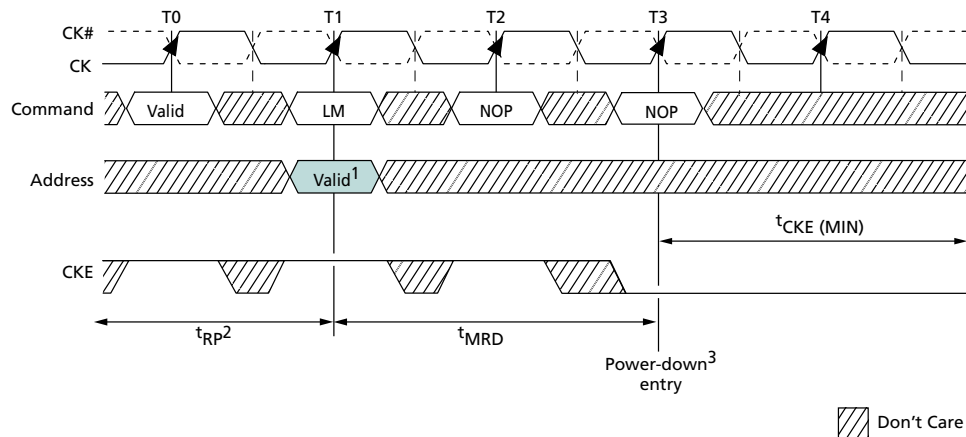 T0 T1 T2 T3 T4
CK#
CK
Command Valid LM NOP NOP
Address Valid1
tCKE (MIN)
CKE
tRP2 tMRD
Power-down3
entry
Don't Care